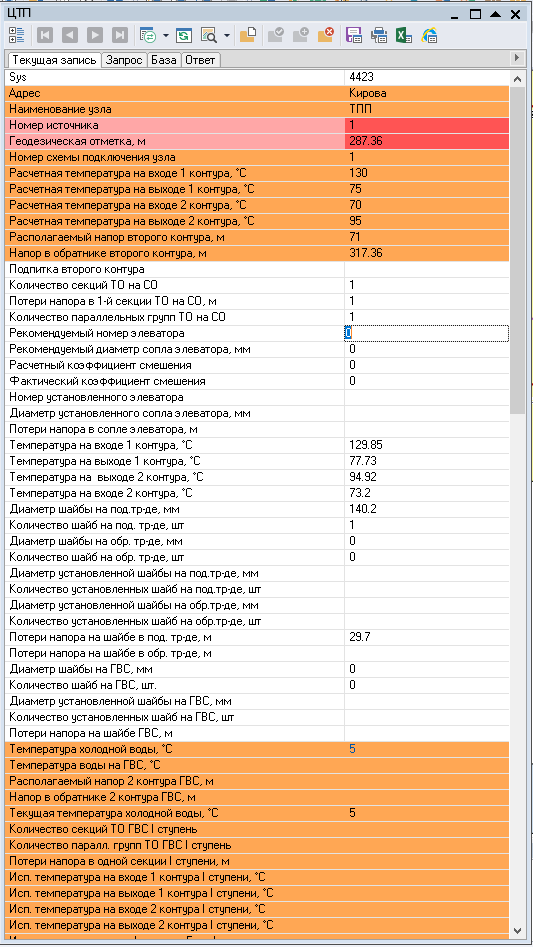 ЦТП
Текущая запись Запрос База Ответ
Sys 4423
Адрес Кирова
Наименование узла ТПП
Номер источника 1
Геодезическая отметка, м 287.36
Номер схемы подключения узла 1
Расчетная температура на входе 1 контура, °С 130
Расчетная температура на выходе 1 контура, °С 75
Расчетная температура на входе 2 контура, °С 70
Расчетная температура на выходе 2 контура, °С 95
Располагаемый напор второго контура, м 71
Напор в обратнике второго контура, м 317.36
Подпитка второго контура
Количество секций ТО на СО 1
Потери напора в 1-й секции ТО на СО, м 1
Количество параллельных групп ТО на СО 1
Рекомендуемый номер элеватора 0
Рекомендуемый диаметр сопла элеватора, мм 0
Расчетный коэффициент смешения 0
Фактический коэффициент смешения 0
Номер установленного элеватора
Диаметр установленного сопла элеватора, мм
Потери напора в сопле элеватора, м
Температура на входе 1 контура, °С 129.85
Температура на выходе 1 контура, °С 77.73
Температура на  выходе 2 контура, °С 94.92
Температура на входе 2 контура, °С 73.2
Диаметр шайбы на под.тр-де, мм 140.2
Количество шайб на под. тр-де, шт 1
Диаметр шайбы на обр. тр-де, мм 0
Количество шайб на обр. тр-де, шт 0
Диаметр установленной шайбы на под.тр-де, мм
Количество установленных шайб на под.тр-де, шт
Диаметр установленной шайбы на обр.тр-де, мм
Количество установленных шайб на обр.тр-де, шт
Потери напора на шайбе в под. тр-де, м 29.7
Потери напора на шайбе в обр. тр-де, м
Диаметр шайбы на ГВС, мм 0
Количество шайб на ГВС, шт. 0
Диаметр установленной шайбы на ГВС, мм
Количество установленных шайб на ГВС, шт
Потери напора на шайбе ГВС, м
Температура холодной воды, °С 5
Температура воды на ГВС, °С
Располагаемый напор 2 контура ГВС, м
Напор в обратнике 2 контура ГВС, м
Текущая температура холодной воды, °С 5
Количество секций ТО ГВС I ступень
Количество паралл. групп ТО ГВС I ступень
Потери напора в одной секции I ступени, м
Исп. температура на входе 1 контура I ступени, °С
Исп. температура на выходе 1 контура I ступени, °С
Исп. температура на входе 2 контура I ступени, °С
Исп. температура на выходе 2 контура I ступени, °С